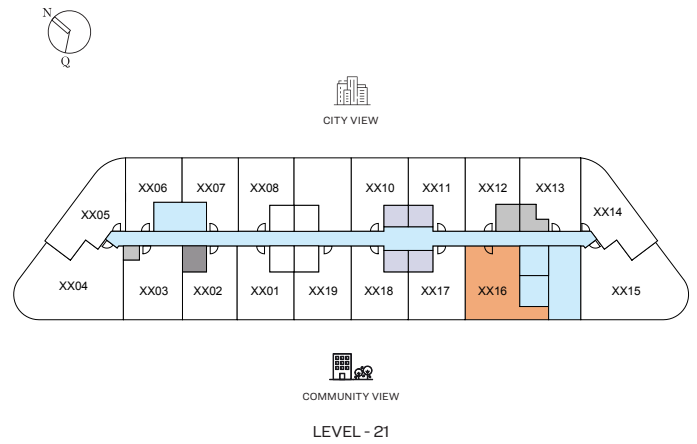 N
Q
CITY VIEW
XX06 XX07 XX08 XX10 XX11 XX12 XX13
XX05 XX14
XX04 XX03 XX02 XX01 XX19 XX18 XX17 XX16 XX15
COMMUNITY VIEW
LEVEL - 21